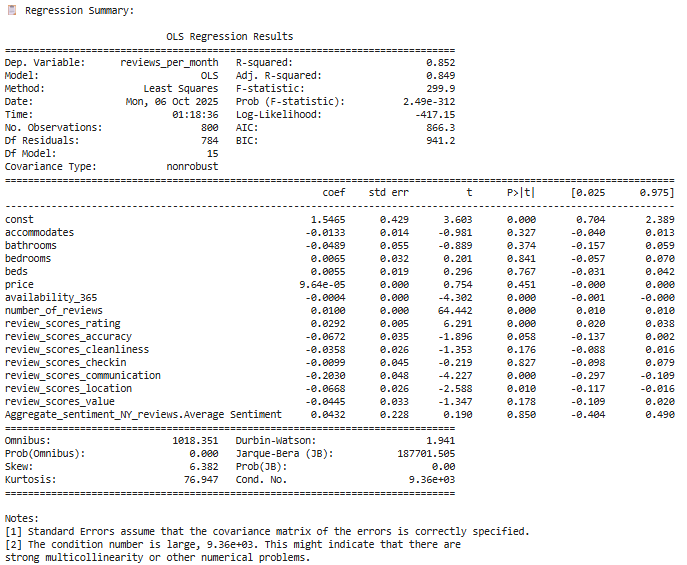 Regression Summary:
OLS Regression Results
==============================================================================
Dep. Variable:      reviews_per_month   R-squared:                       0.852
Model:                            OLS   Adj. R-squared:                  0.849
Method:                 Least Squares   F-statistic:                     299.9
Date:                Mon, 06 Oct 2025   Prob (F-statistic):          2.49e-312
Time:                        01:18:36   Log-Likelihood:                -417.15
No. Observations:                 800   AIC:                             866.3
Df Residuals:                     784   BIC:                             941.2
Df Model:                          15
Covariance Type:            nonrobust
==============================================================================
coef    std err          t      P>|t|      [0.025      0.975]
------------------------------------------------------------------------------
const                                        1.5465      0.429      3.603      0.000       0.704       2.389
accommodates                                -0.0133      0.014     -0.981      0.327      -0.040       0.013
bathrooms                                   -0.0489      0.055     -0.889      0.374      -0.157       0.059
bedrooms                                     0.0065      0.032      0.201      0.841      -0.057       0.070
beds                                         0.0055      0.019      0.296      0.767      -0.031       0.042
price                                      9.64e-05      0.000      0.754      0.451      -0.000       0.000
availability_365                            -0.0004      0.000     -4.302      0.000      -0.001      -0.000
number_of_reviews                            0.0100      0.000     64.442      0.000       0.010       0.010
review_scores_rating                         0.0292      0.005      6.291      0.000       0.020       0.038
review_scores_accuracy                      -0.0672      0.035     -1.896      0.058      -0.137       0.002
review_scores_cleanliness                   -0.0358      0.026     -1.353      0.176      -0.088       0.016
review_scores_checkin                       -0.0099      0.045     -0.219      0.827      -0.098       0.079
review_scores_communication                 -0.2030      0.048     -4.227      0.000      -0.297      -0.109
review_scores_location                      -0.0668      0.026     -2.588      0.010      -0.117      -0.016
review_scores_value                         -0.0445      0.033     -1.347      0.178      -0.109       0.020
Aggregate_sentiment_NY_reviews.Average Sentiment     0.0432      0.228      0.190      0.850      -0.404       0.490
==============================================================================
Omnibus:                     1018.351   Durbin-Watson:                   1.941
Prob(Omnibus):                  0.000   Jarque-Bera (JB):           187701.505
Skew:                           6.382   Prob(JB):                         0.00
Kurtosis:                      76.947   Cond. No.                     9.36e+03
==============================================================================
Notes:
[1] Standard Errors assume that the covariance matrix of the errors is correctly specified.
[2] The condition number is large, 9.36e+03. This might indicate that there are
strong multicollinearity or other numerical problems.